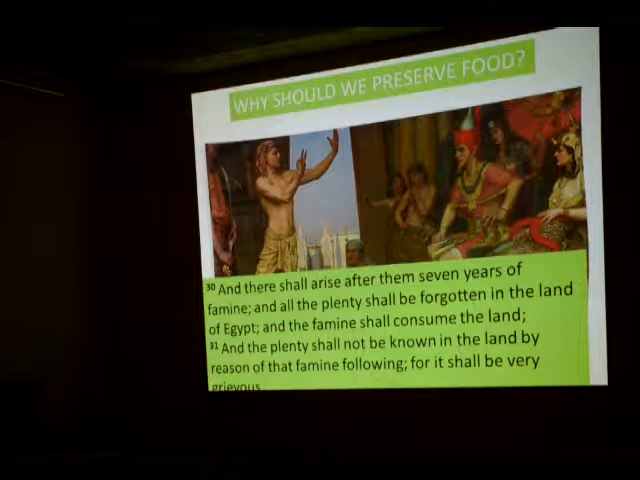 WHY SHOULD WE PRESERVE FOOD?
30 And there shall arise after them seven years of
famine; and all the plenty shall be forgotten in the land
of Egypt; and the famine shall consume the land;
31 And the plenty shall not be known in the land by
reason of that famine following; for it shall be very
grievous